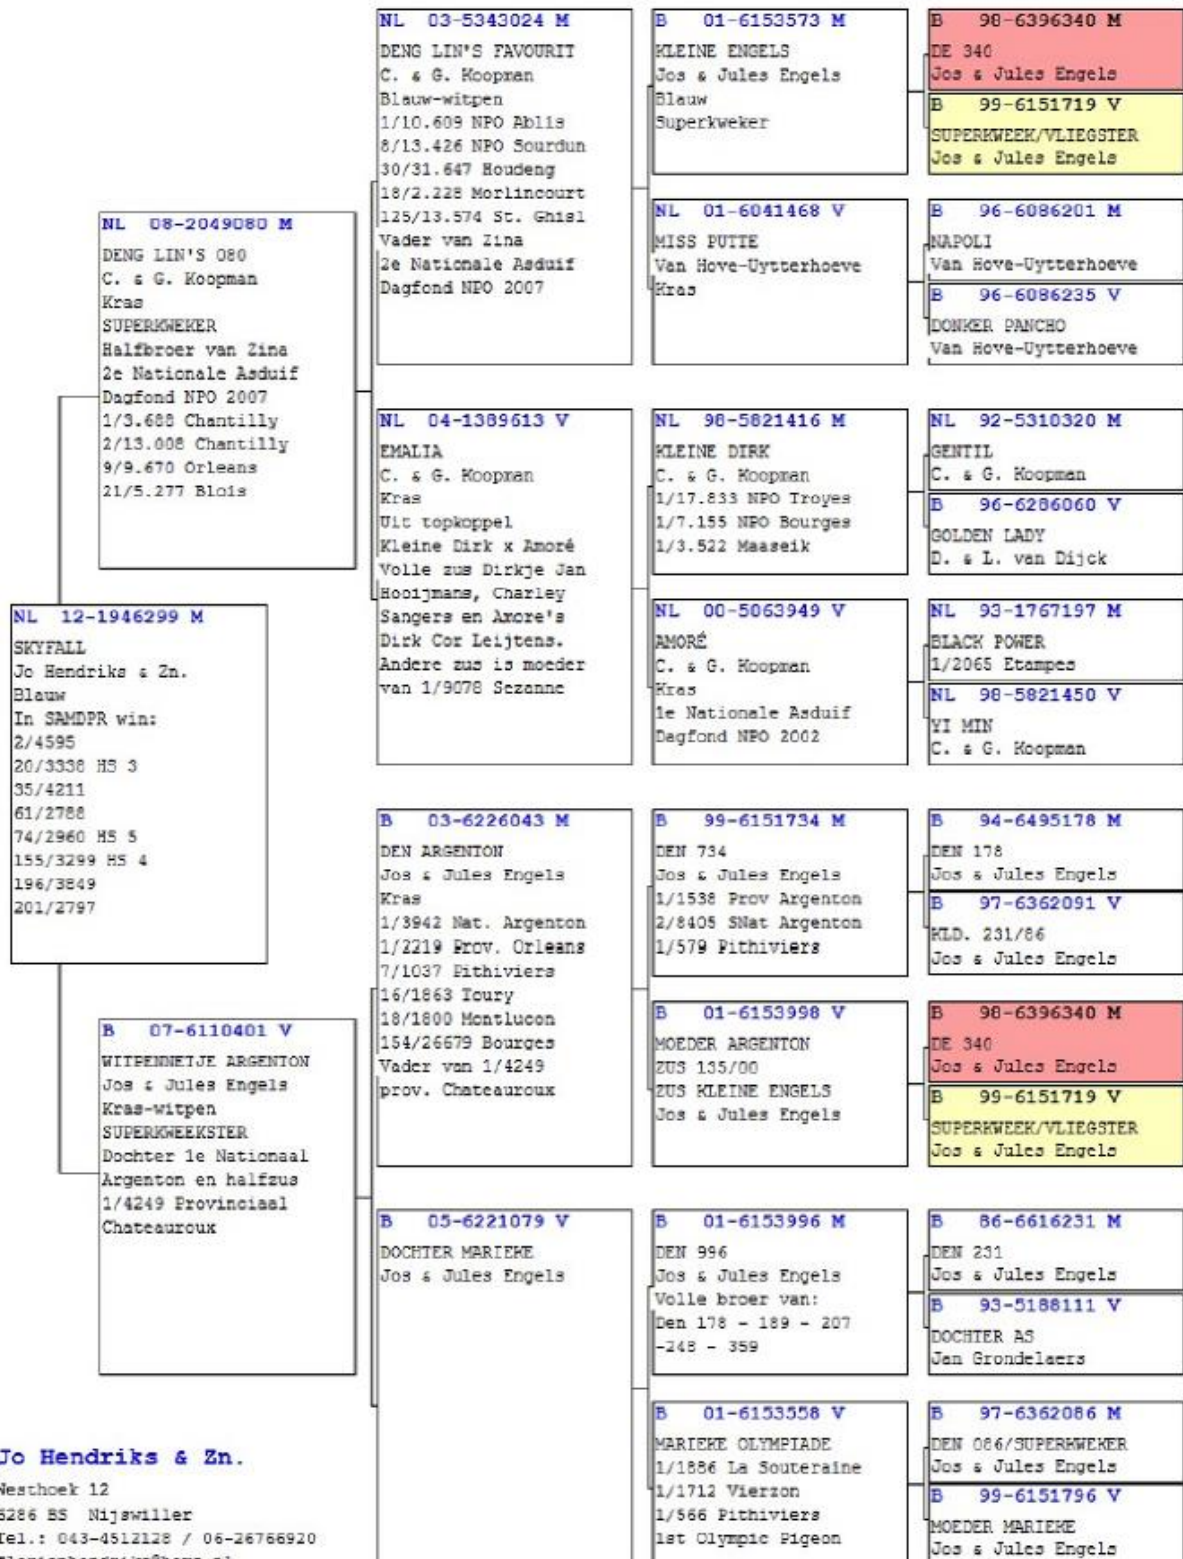 NL 12-1946299 M
SKYFALL
Jo Hendriks & Zn.
Blauw
In SAMDPR win:
2/4595
20/3338 HS 3
35/4211
61/2788
74/2960 HS 5
155/3299 HS 4
196/3849
201/2797
NL 08-2049080 M
DENG LIN'S 080
C. & G. Koopman
Kras
SUPERKWEKER
Halfbroer van Zina
2e Nationale Asduif
Dagfond NPO 2007
1/3.688 Chantilly
2/13.008 Chantilly
9/9.670 Orleans
21/5.277 Blois
B 07-6110401 V
WITPENNETJE ARGENTON
Jos & Jules Engels
Kras-witpen
SUPERKWEEKSTER
Dochter 1e Nationaal
Argenton en halfzus
1/4249 Provinciaal
Chateauroux
NL 03-5343024 M
DENG LIN'S FAVOURIT
C. & G. Koopman
Blauw-witpen
1/10.609 NPO Ablis
8/13.426 NPO Sourdun
30/31.647 Houdeng
18/2.228 Morlincourt
125/13.574 St. Ghisl
Vader van Zina
2e Nationale Asduif
Dagfond NPO 2007
NL 04-1389613 V
EMALIA
C. & G. Koopman
Kras
Uit topkoppel
Kleine Dirk x Amoré
Volle zus Dirkje Jan
Hooijmans, Charley
Sangers en Amore's
Dirk Cor Leijtens.
Andere zus is moeder
van 1/9078 Sezanne
B 03-6226043 M
DEN ARGENTON
Jos & Jules Engels
Kras
1/3942 Nat. Argenton
1/2219 Prov. Orleans
7/1037 Pithiviers
16/1863 Toury
18/1800 Montlucon
154/26679 Bourges
Vader van 1/4249
prov. Chateauroux
B 05-6221079 V
DOCHTER MARIEKE
Jos & Jules Engels
B 01-6153573 M
KLEINE ENGELS
Jos & Jules Engels
Blauw
Superkweker
NL 01-6041468 V
MISS PUTTE
Van Hove-Uytterhoeve
Kras
NL 98-5821416 M
KLEINE DIRK
C. & G. Koopman
1/17.833 NPO Troyes
1/7.155 NPO Bourges
1/3.522 Maaseik
NL 00-5063949 V
AMORÉ
C. & G. Koopman
Kras
1e Nationale Asduif
Dagfond NPO 2002
B 99-6151734 M
DEN 734
Jos & Jules Engels
1/1538 Prov Argenton
2/8405 SNat Argenton
1/579 Pithiviers
B 01-6153998 V
MOEDER ARGENTON
ZUS 135/00
ZUS KLEINE ENGELS
Jos & Jules Engels
B 01-6153996 M
DEN 996
Jos & Jules Engels
Volle broer van:
Den 178 - 189 - 207
-248 - 359
B 01-6153558 V
MARIEKE OLYMPIADE
1/1886 La Souteraine
1/1712 Vierzon
1/566 Pithiviers
1st Olympic Pigeon
B 98-6396340 M
DE 340
Jos & Jules Engels
B 99-6151719 V
SUPERKWEEK/VLIEGSTER
Jos & Jules Engels
B 96-6086201 M
NAPOLI
Van Hove-Uytterhoeve
B 96-6086235 V
DONKER PANCHO
Van Hove-Uytterhoeve
NL 92-5310320 M
GENTIL
C. & G. Koopman
B 96-6286060 V
GOLDEN LADY
D. & L. van Dijck
NL 93-1767197 M
BLACK POWER
1/2065 Etampes
NL 98-5821450 V
YI MIN
C. & G. Koopman
B 94-6495178 M
DEN 178
Jos & Jules Engels
B 97-6362091 V
KLD. 231/86
Jos & Jules Engels
B 98-6396340 M
DE 340
Jos & Jules Engels
B 99-6151719 V
SUPERKWEEK/VLIEGSTER
Jos & Jules Engels
B 86-6616231 M
DEN 231
Jos & Jules Engels
B 93-5188111 V
DOCHTER AS
Jan Grondelaers
B 97-6362086 M
DEN 086/SUPERKWEKER
Jos & Jules Engels
B 99-6151796 V
MOEDER MARIEKE
Jos & Jules Engels
Jo Hendriks & Zn.
Nesthoek 12
6286 BS Nijswiller
Tel.: 043-4512128 / 06-26766920